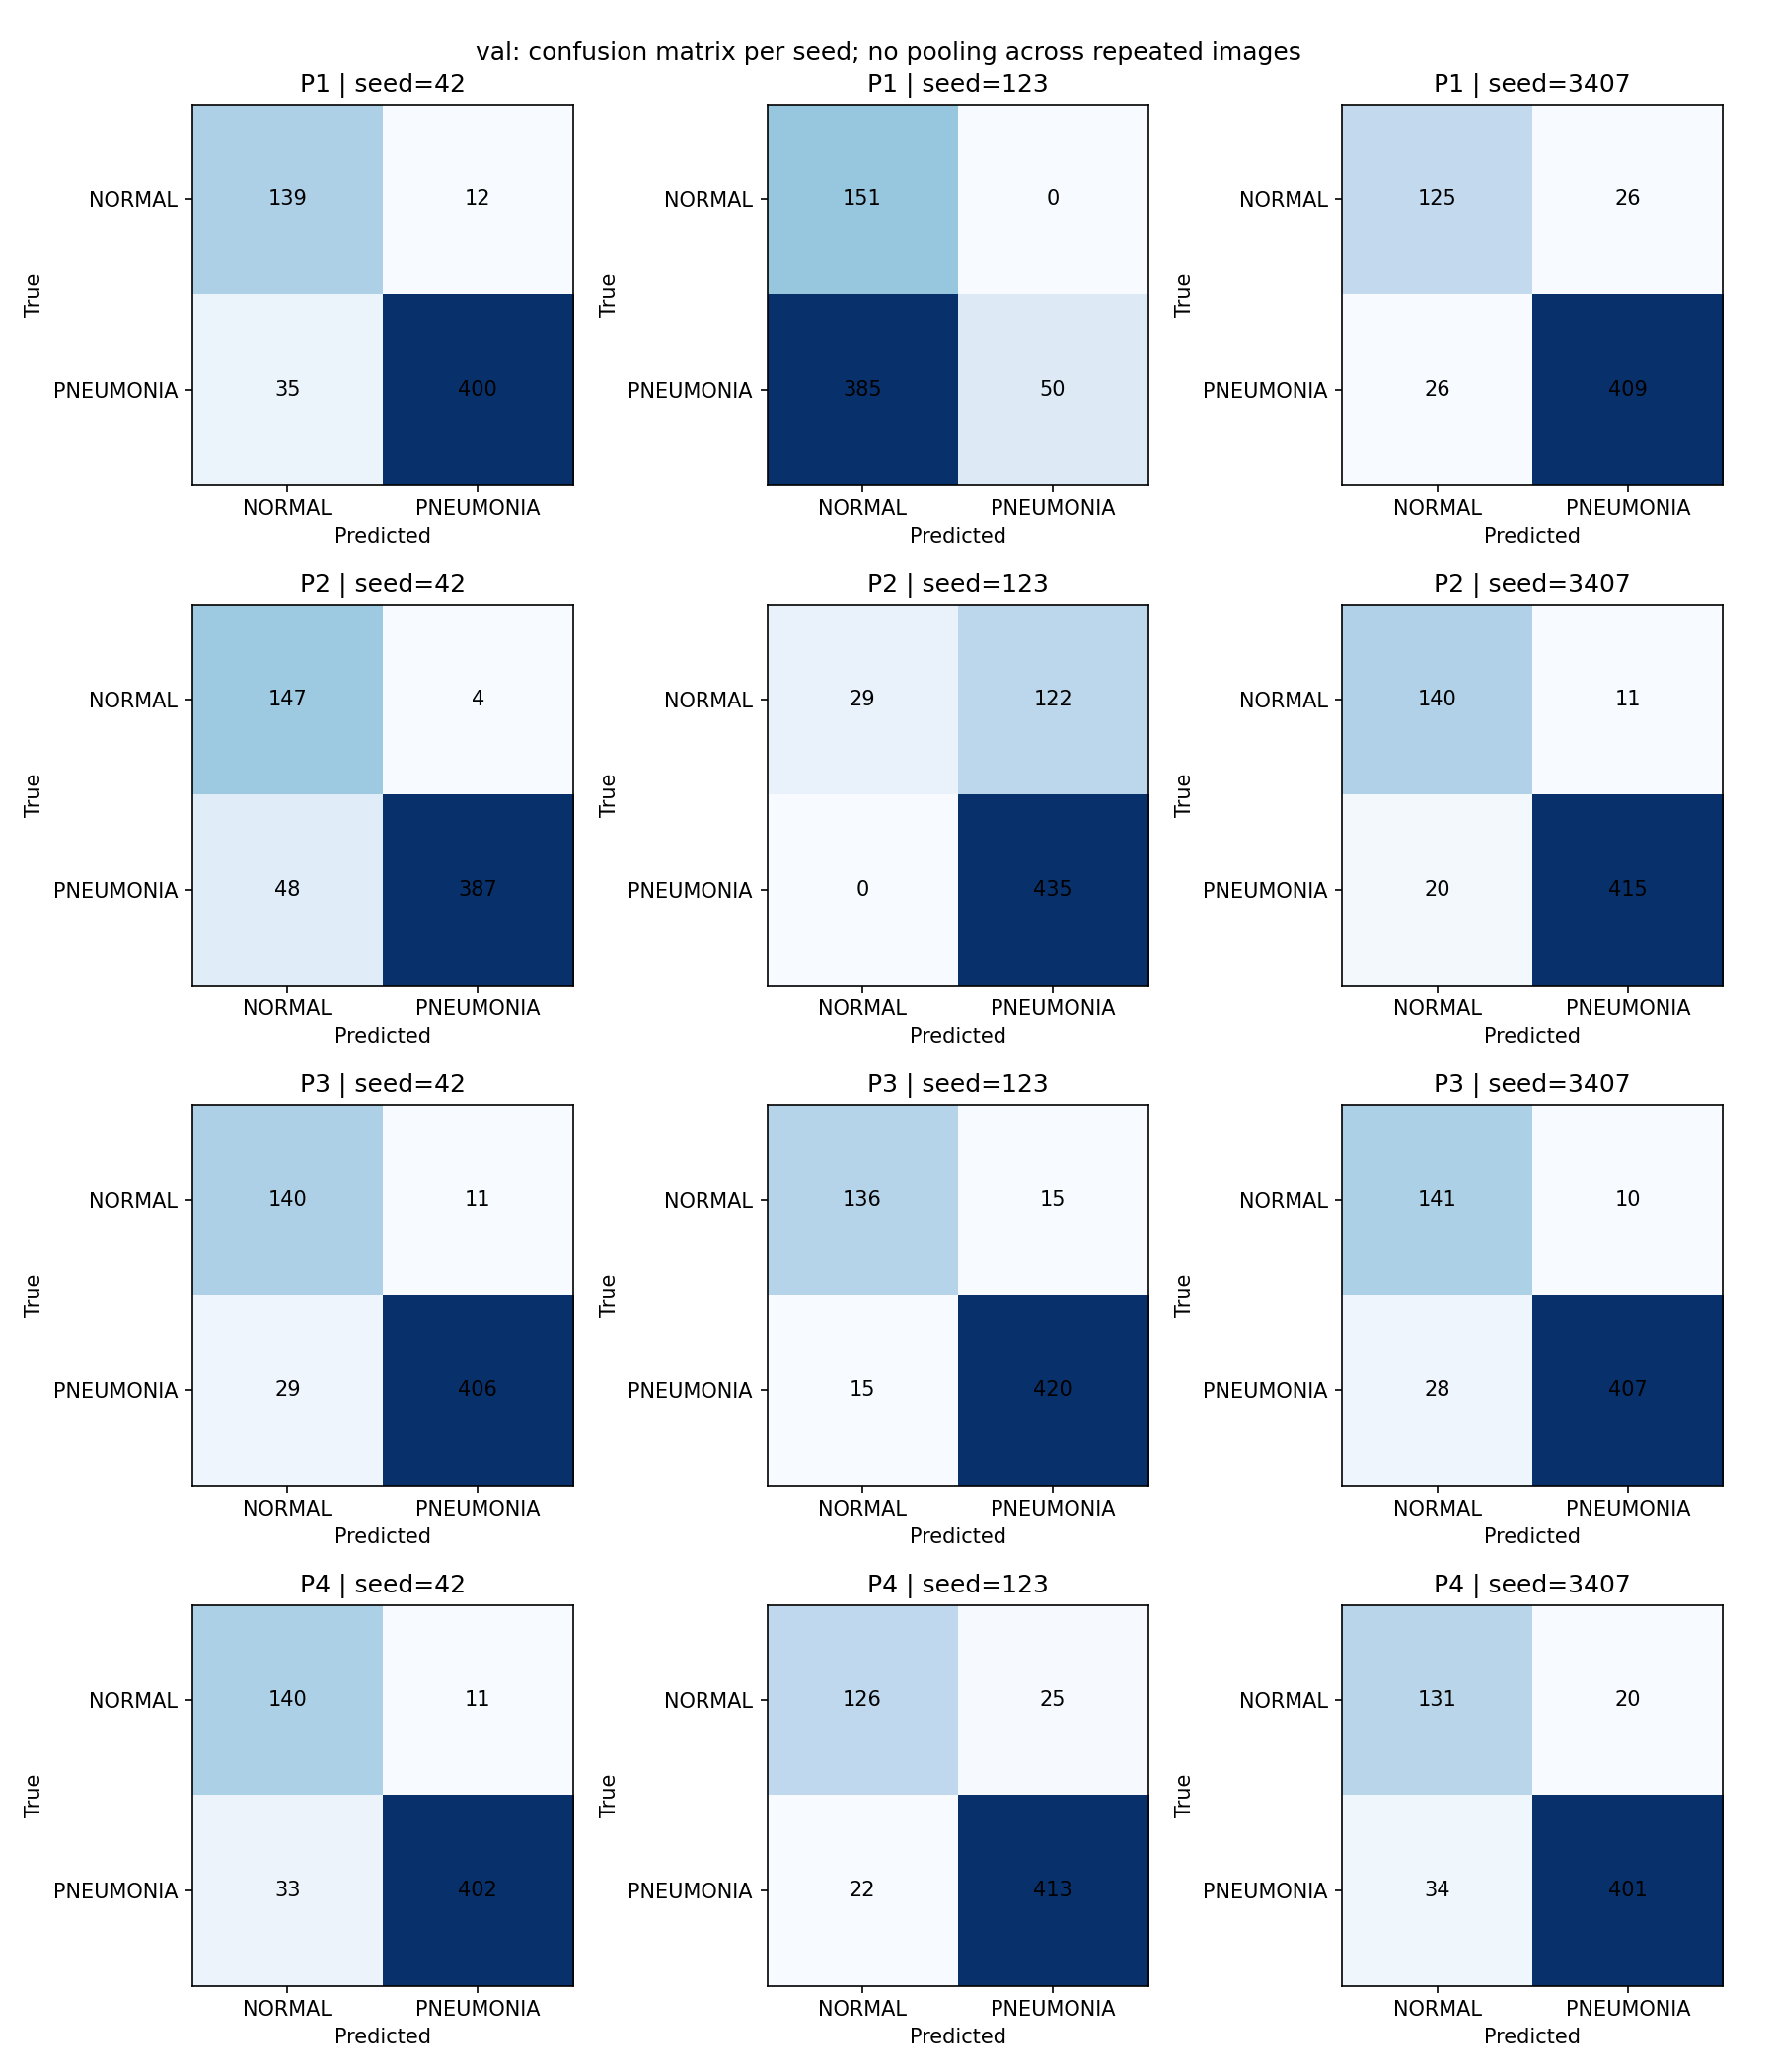 val: confusion matrix per seed; no pooling across repeated images
P1 | seed=42
P1 | seed=123
P1 | seed=3407
NORMAL 139 12
NORMAL 151 0
NORMAL 125 26
True
True
True
PNEUMONIA 35 400
PNEUMONIA 385 50
PNEUMONIA 26 409
NORMAL PNEUMONIA
NORMAL PNEUMONIA
NORMAL PNEUMONIA
Predicted
Predicted
Predicted
P2 | seed=42
P2 | seed=123
P2 | seed=3407
NORMAL 147 4
NORMAL 29 122
NORMAL 140 11
True
True
True
PNEUMONIA 48 387
PNEUMONIA 0 435
PNEUMONIA 20 415
NORMAL PNEUMONIA
NORMAL PNEUMONIA
NORMAL PNEUMONIA
Predicted
Predicted
Predicted
P3 | seed=42
P3 | seed=123
P3 | seed=3407
NORMAL 140 11
NORMAL 136 15
NORMAL 141 10
True
True
True
PNEUMONIA 29 406
PNEUMONIA 15 420
PNEUMONIA 28 407
NORMAL PNEUMONIA
NORMAL PNEUMONIA
NORMAL PNEUMONIA
Predicted
Predicted
Predicted
P4 | seed=42
P4 | seed=123
P4 | seed=3407
NORMAL 140 11
NORMAL 126 25
NORMAL 131 20
True
True
True
PNEUMONIA 33 402
PNEUMONIA 22 413
PNEUMONIA 34 401
NORMAL PNEUMONIA
NORMAL PNEUMONIA
NORMAL PNEUMONIA
Predicted
Predicted
Predicted